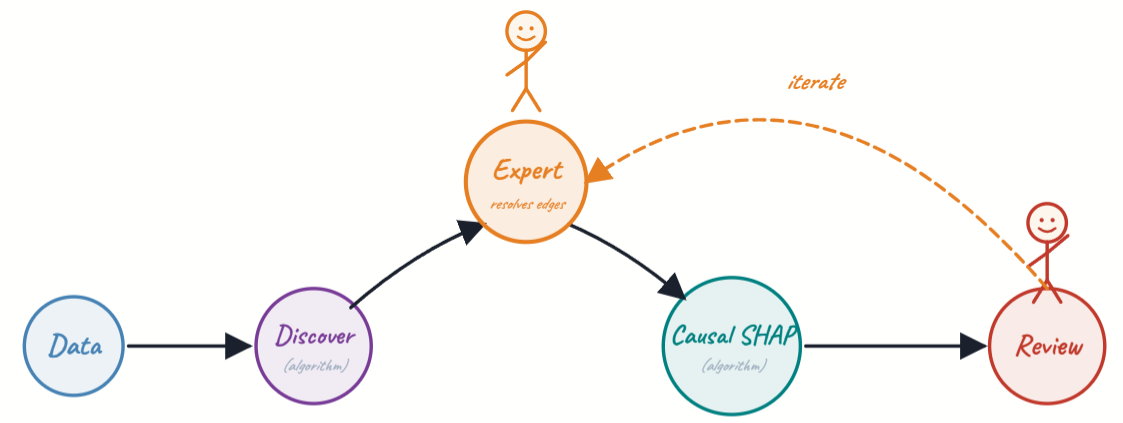 iterate
Expert
resolves edges
Data
Discover
(algorithm)
Causal SHAP
(algorithm)
Review